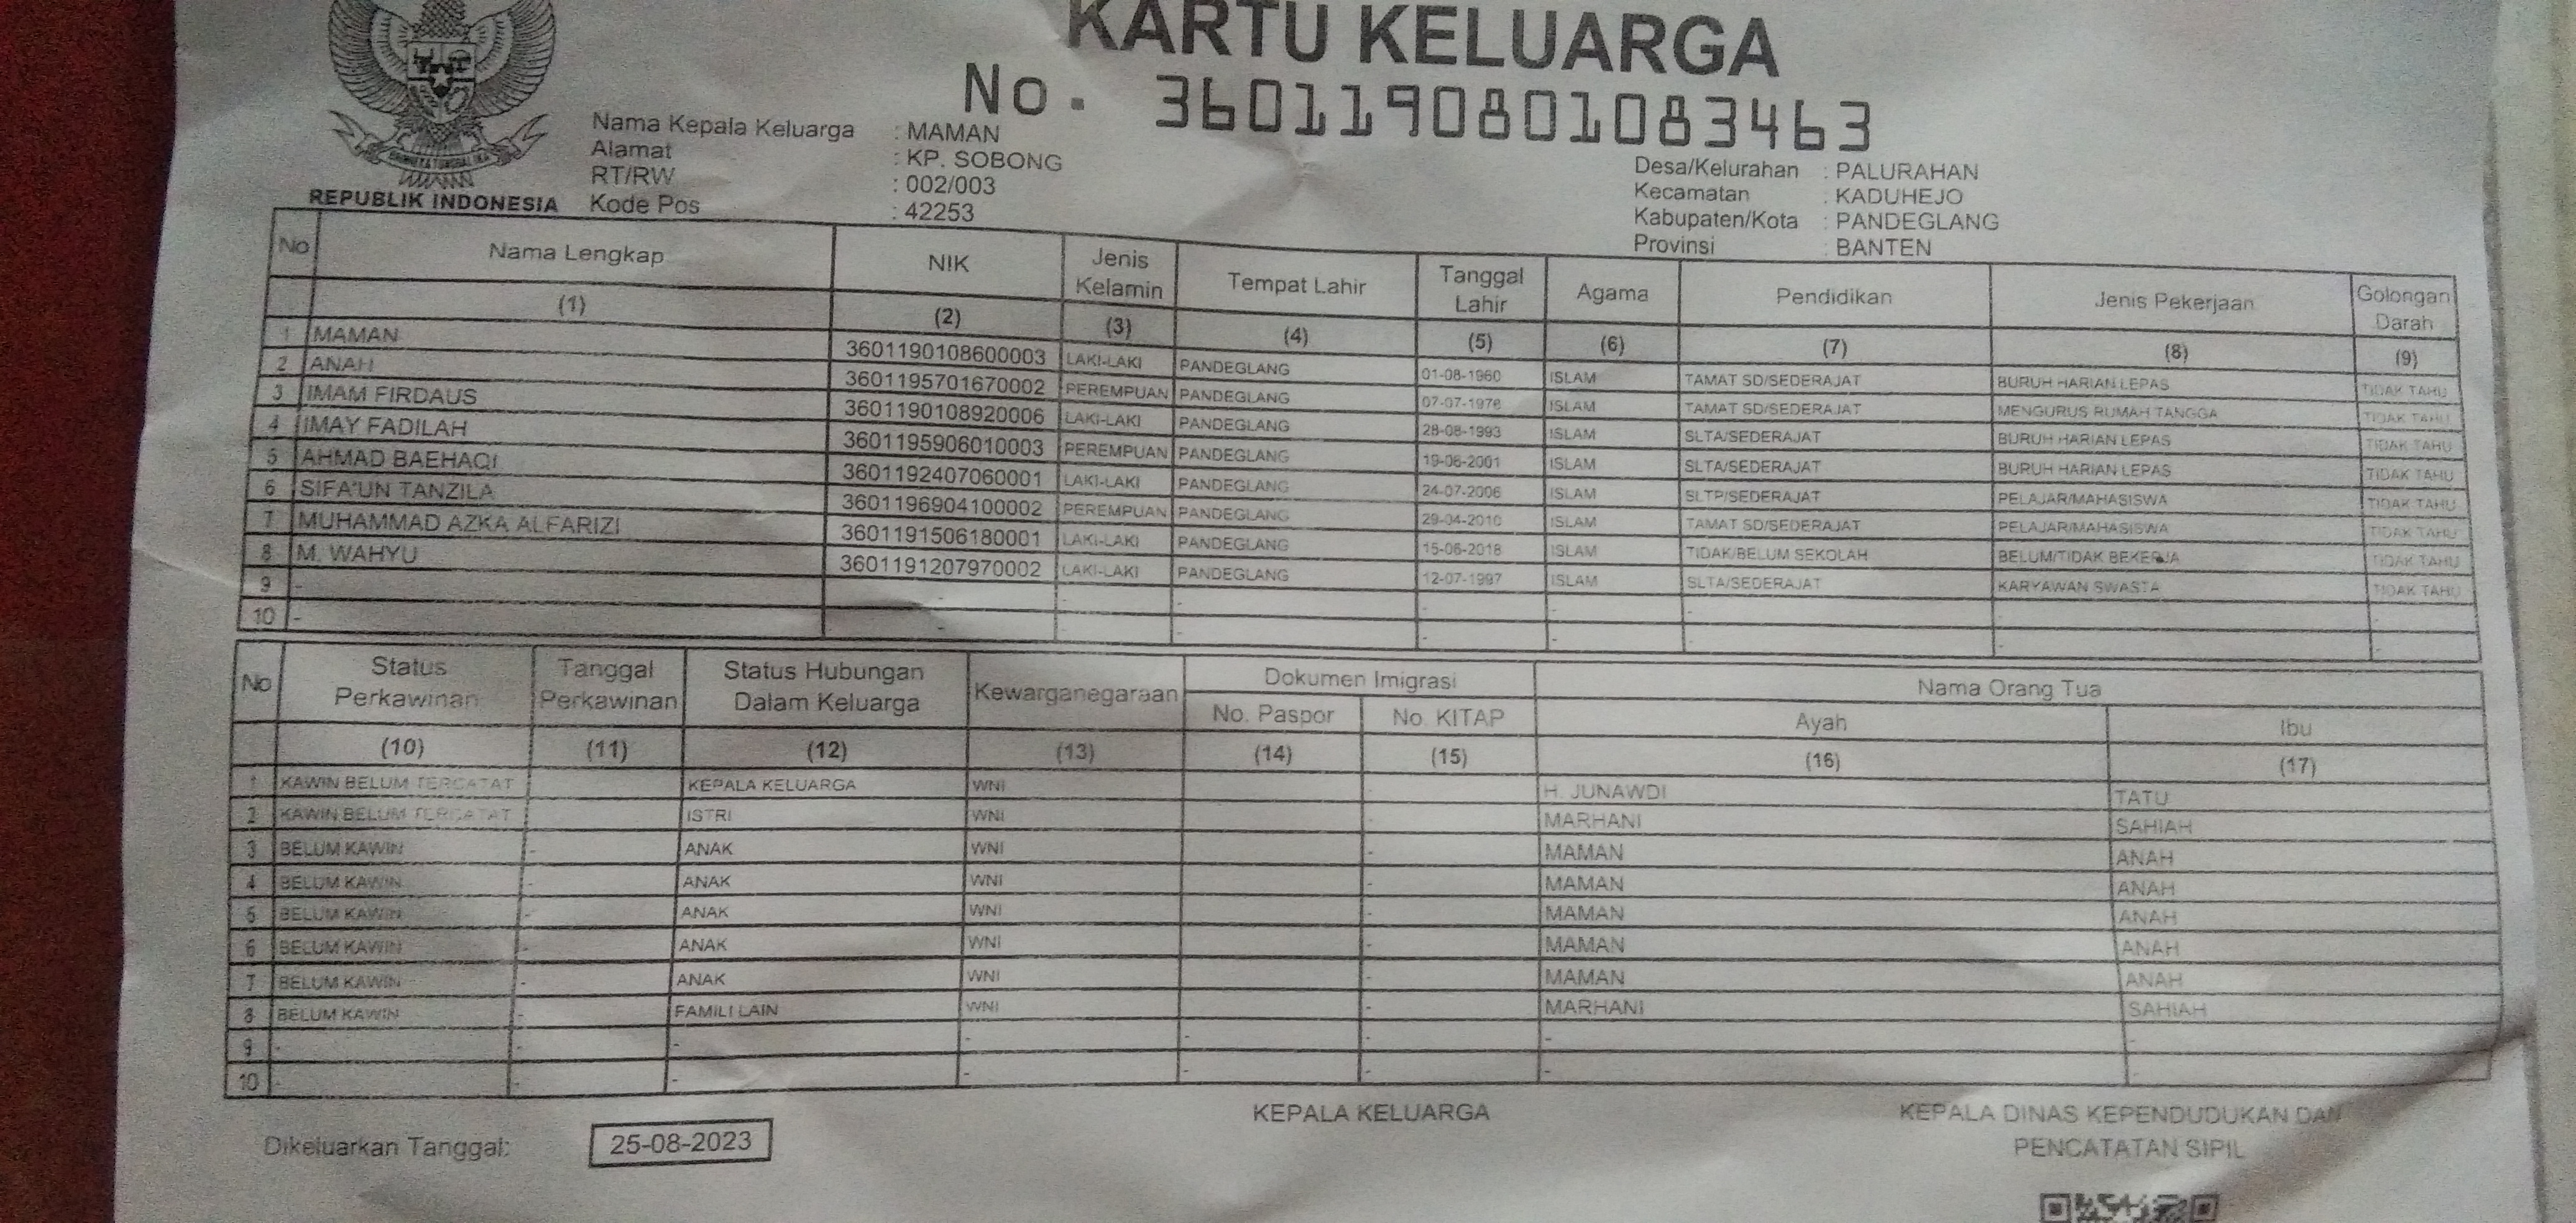 KARTU KELUARGA
No. 3601190801083463
REPUBLIK INDONESIA
Nama Kepala Keluarga : MAMAN
Alamat : KP. SOBONG
RT/RW : 002/003
Kode Pos : 42253
Desa/Kelurahan : PALURAHAN
Kecamatan : KADUHEJO
Kabupaten/Kota : PANDEGLANG
Provinsi : BANTEN
No Nama Lengkap NIK Jenis Kelamin Tempat Lahir Tanggal Lahir Agama Pendidikan Jenis Pekerjaan Golongan Darah
(1) (2) (3) (4) (5) (6) (7) (8) (9)
1 MAMAN 3601190108600003 LAKI-LAKI PANDEGLANG 01-08-1960 ISLAM TAMAT SD/SEDERAJAT BURUH HARIAN LEPAS TIDAK TAHU
2 ANAH 3601195701670002 PEREMPUAN PANDEGLANG ISLAM TAMAT SD/SEDERAJAT MENGURUS RUMAH TANGGA TIDAK TAHU
3 IMAM FIRDAUS 3601190108920006 LAKI-LAKI PANDEGLANG 28-08-1993 ISLAM SLTA/SEDERAJAT BURUH HARIAN LEPAS TIDAK TAHU
4 IMAY FADILAH 3601195906010003 PEREMPUAN PANDEGLANG 19-06-2001 ISLAM SLTA/SEDERAJAT BURUH HARIAN LEPAS TIDAK TAHU
5 AHMAD BAEHAQI 3601192407060001 LAKI-LAKI PANDEGLANG 24-07-2006 ISLAM SLTP/SEDERAJAT PELAJAR/MAHASISWA TIDAK TAHU
6 SIFA'UN TANZILA 3601196904100002 PEREMPUAN PANDEGLANG 29-04-2010 ISLAM TAMAT SD/SEDERAJAT PELAJAR/MAHASISWA TIDAK TAHU
7 MUHAMMAD AZKA ALFARIZI 3601191506180001 LAKI-LAKI PANDEGLANG 15-06-2018 ISLAM TIDAK/BELUM SEKOLAH BELUM/TIDAK BEKERJA TIDAK TAHU
8 M. WAHYU 3601191207970002 LAKI-LAKI PANDEGLANG 12-07-1997 ISLAM SLTA/SEDERAJAT KARYAWAN SWASTA TIDAK TAHU
9 - - - - - - - - -
10 - - - - - - - - -
No Status Perkawinan Tanggal Perkawinan Status Hubungan Dalam Keluarga Kewarganegaraan Dokumen Imigrasi Nama Orang Tua
No. Paspor No. KITAP Ayah Ibu
(10) (11) (12) (13) (14) (15) (16) (17)
1 KAWIN BELUM TERCATAT KEPALA KELUARGA WNI H. JUNAWDI TATU
2 KAWIN BELUM TERCATAT ISTRI WNI - MARHANI SAHIAH
3 BELUM KAWIN - ANAK WNI - MAMAN ANAH
4 BELUM KAWIN - ANAK WNI - MAMAN ANAH
5 BELUM KAWIN - ANAK WNI - MAMAN ANAH
6 BELUM KAWIN - ANAK WNI - MAMAN ANAH
7 BELUM KAWIN - ANAK WNI - MAMAN ANAH
8 BELUM KAWIN - FAMILI LAIN WNI - MARHANI SAHIAH
9 - - - - - - - -
10 - - - - - - - -
Dikeluarkan Tanggal: 25-08-2023
KEPALA KELUARGA
KEPALA DINAS KEPENDUDUKAN DAN
PENCATATAN SIPIL